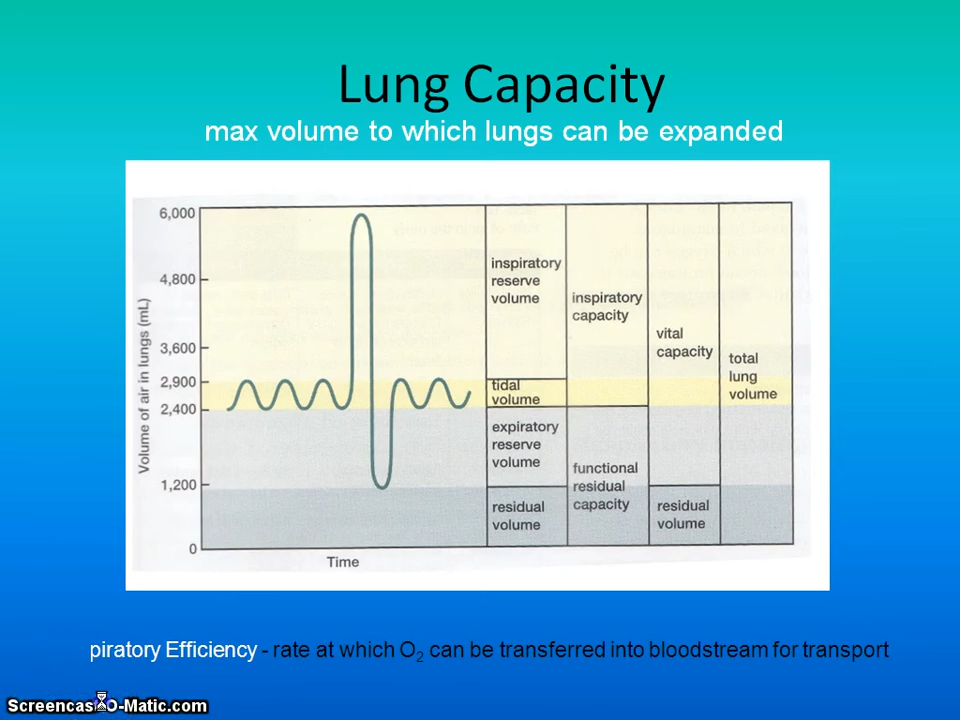 Lung Capacity
max volume to which lungs can be expanded
6,000
4,800
3,600
2,900
2,400
1,200
0
Volume of air in lungs (mL)
Time
inspiratory
reserve
volume
tidal
volume
expiratory
reserve
volume
residual
volume
inspiratory
capacity
functional
residual
capacity
vital
capacity
residual
volume
total
lung
volume
piratory Efficiency - rate at which O2 can be transferred into bloodstream for transport
Screencas O-Matic.com